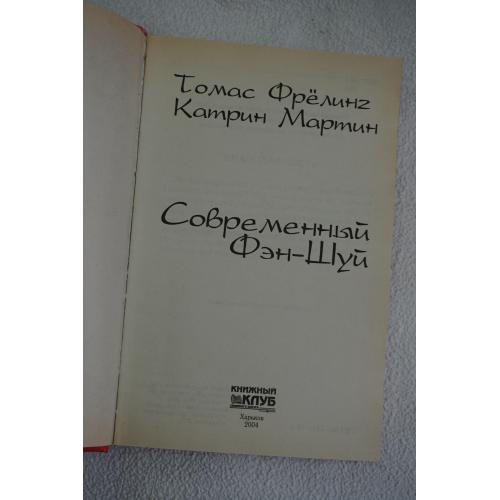 Томас Фрёлинг
Катрин Мартин
Современный
Фэн-Шуй
КНИЖНЫЙ
КЛУБ
Харьков
2004